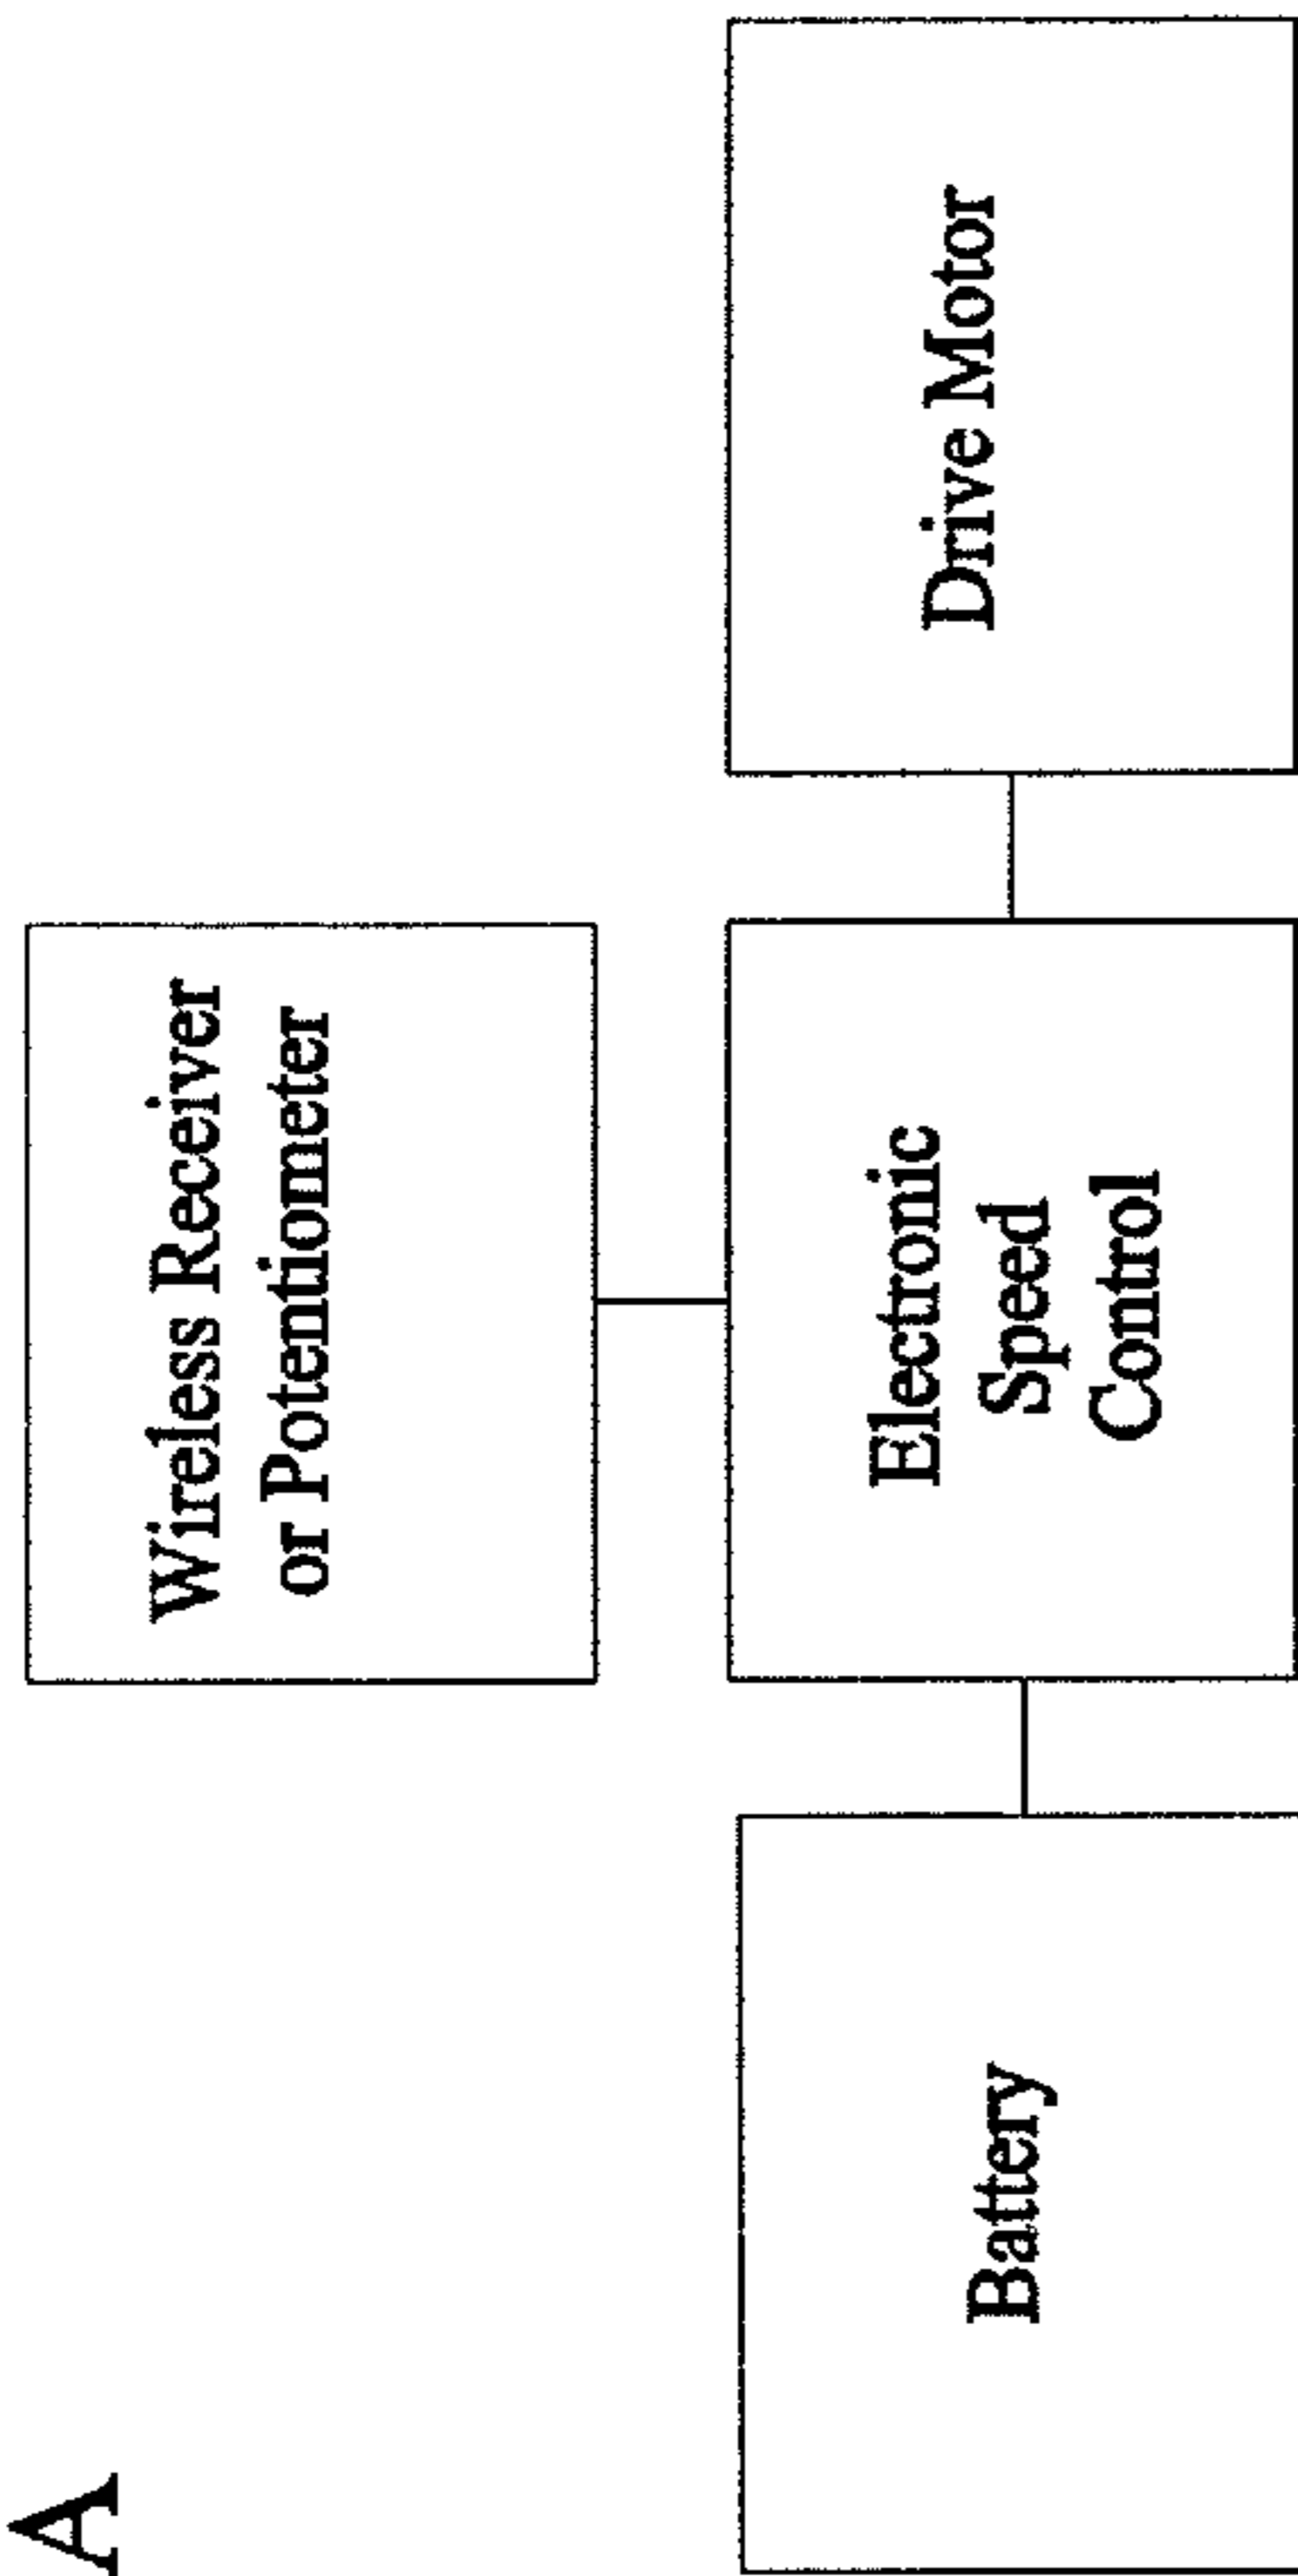 A
Wireless Receiver
or Potentiometer
Battery
Electronic
Speed
Control
Drive Motor